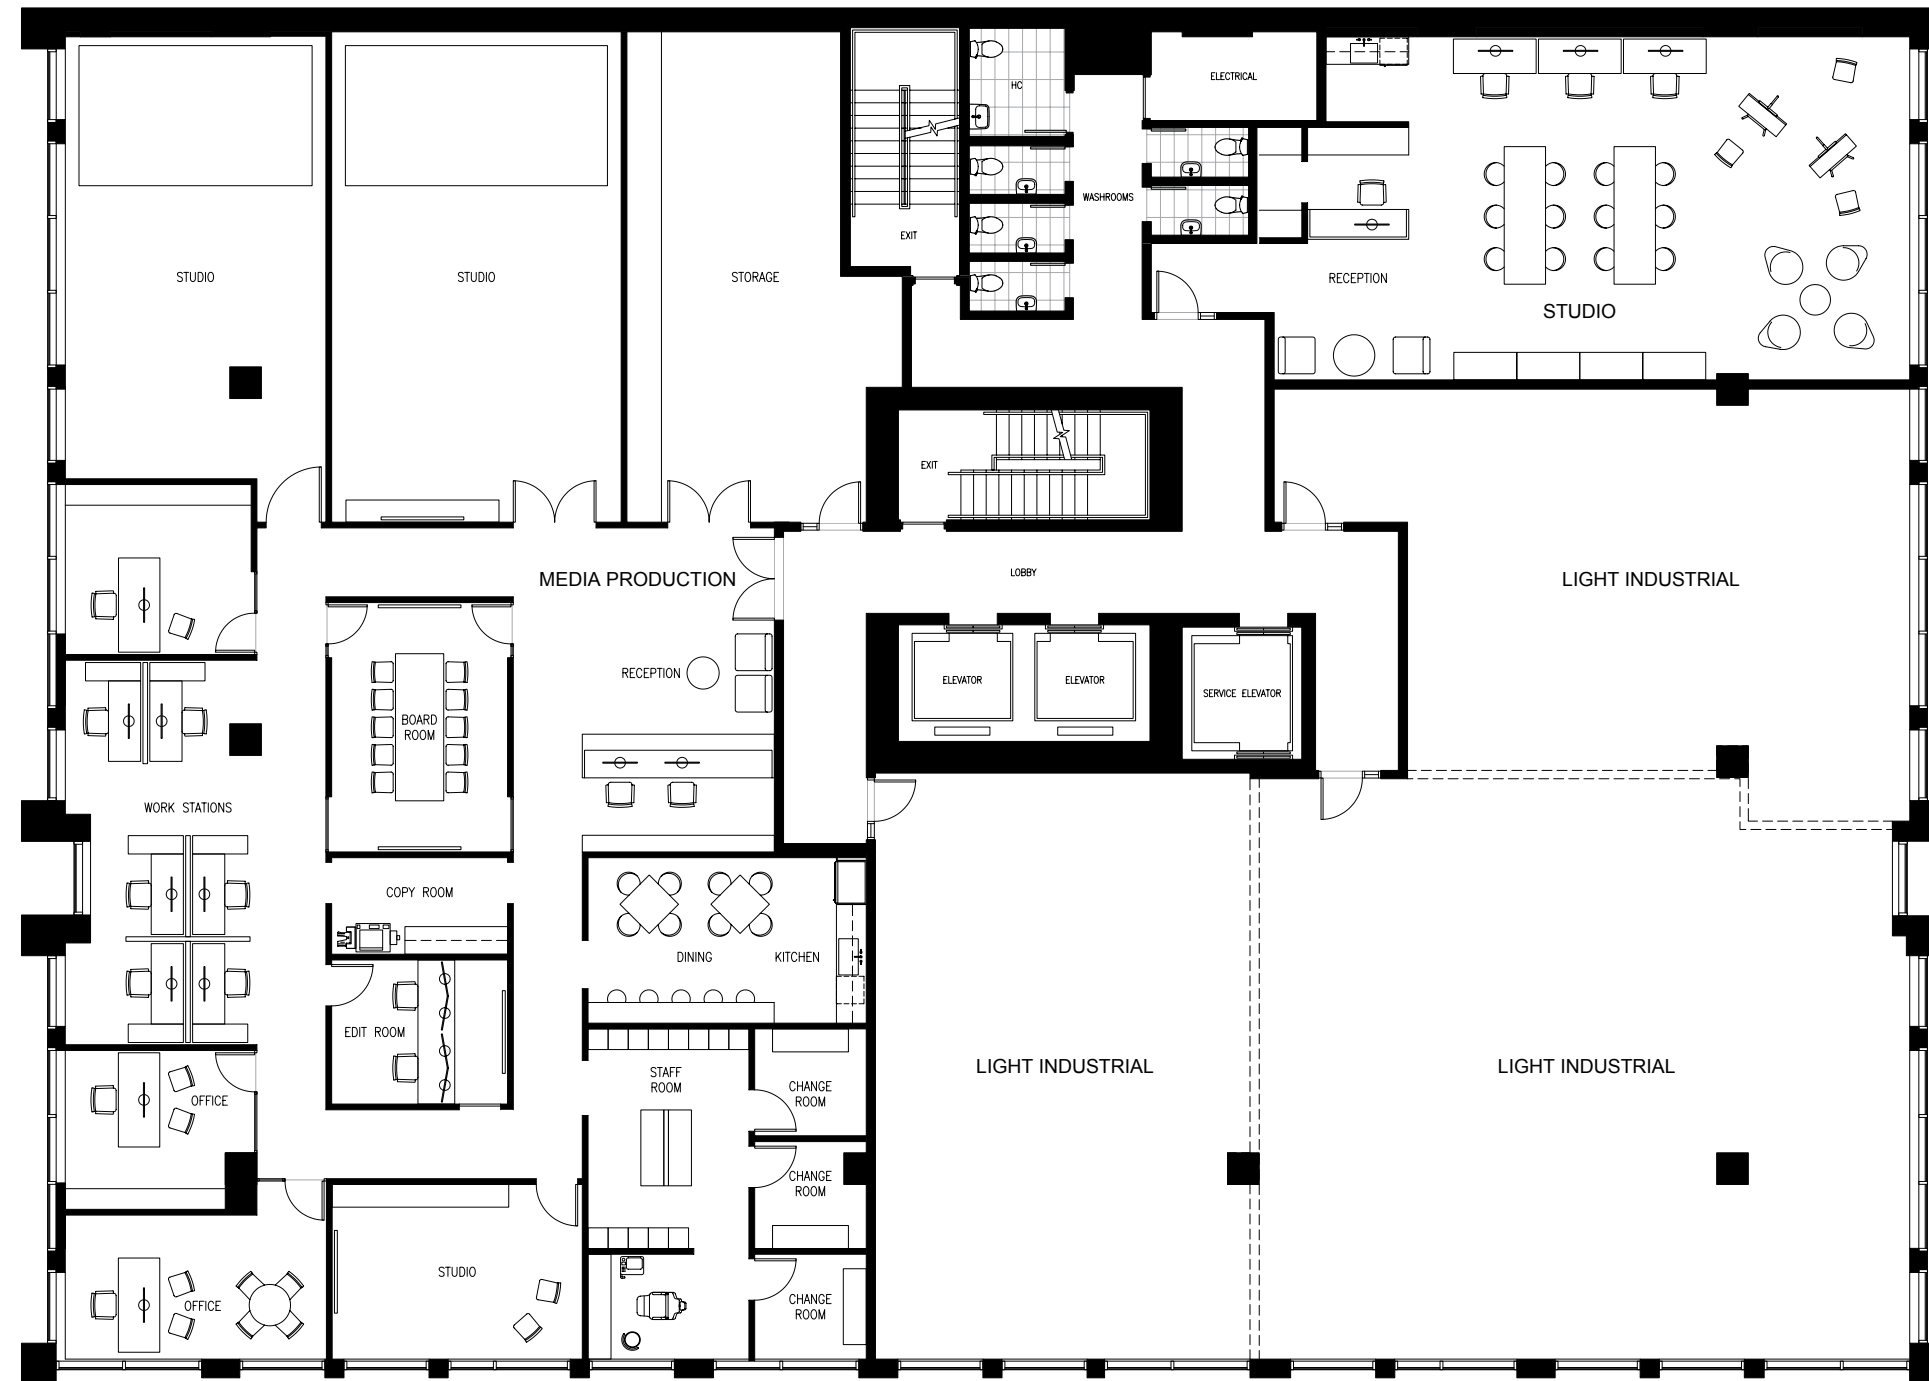 ELECTRICAL
HC
WASHROOMS
EXIT
STUDIO
STUDIO
STORAGE
RECEPTION
STUDIO
EXIT
LOBBY
MEDIA PRODUCTION
LIGHT INDUSTRIAL
RECEPTION
ELEVATOR
ELEVATOR
SERVICE ELEVATOR
BOARD
ROOM
WORK STATIONS
COPY ROOM
DINING
KITCHEN
EDIT ROOM
LIGHT INDUSTRIAL
LIGHT INDUSTRIAL
STAFF
ROOM
CHANGE
ROOM
OFFICE
CHANGE
ROOM
STUDIO
OFFICE
CHANGE
ROOM